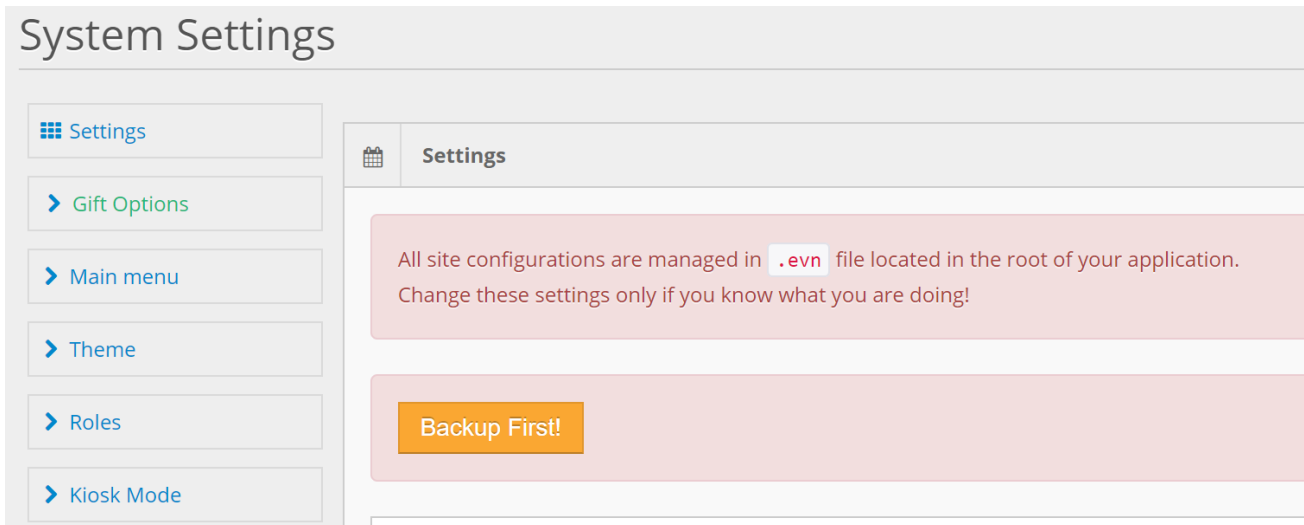 System Settings
Settings
Gift Options
Main menu
Theme
Roles
Kiosk Mode
Settings
All site configurations are managed in .evn file located in the root of your application.
Change these settings only if you know what you are doing!
Backup First!